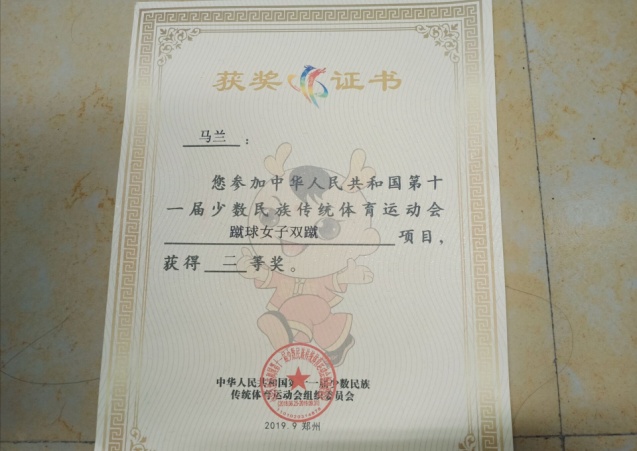 获奖证书
马兰：
您参加中华人民共和国第十
一届少数民族传统体育运动会
蹴球女子双蹴项目，
获得二等奖。
中华人民共和国第十一届少数民族
传统体育运动会组织委员会
2019.9 郑州